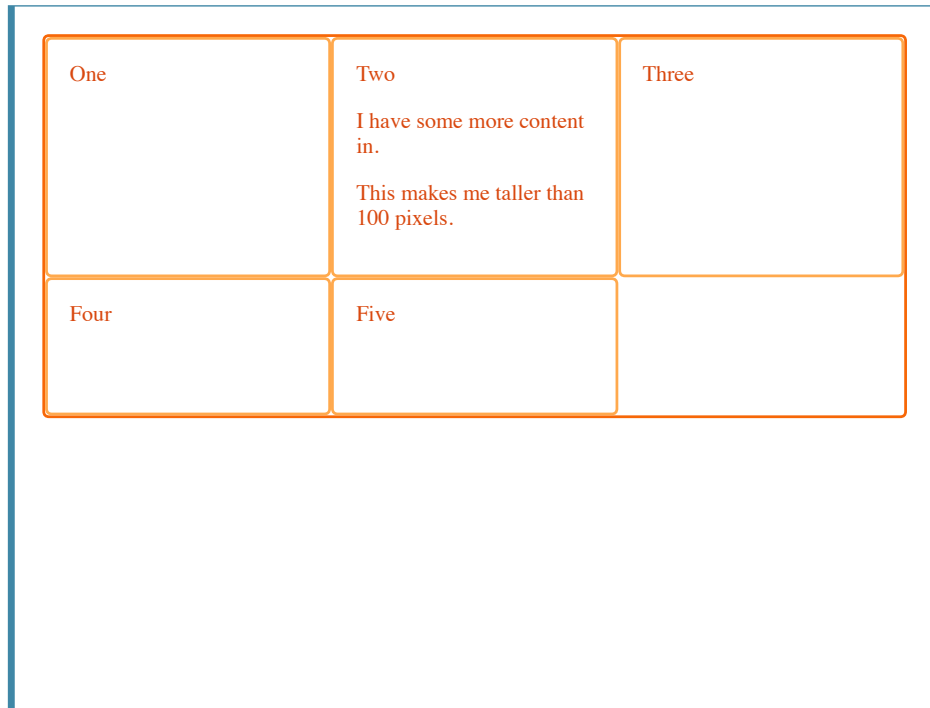 One
Two
I have some more content
in.
This makes me taller than
100 pixels.
Three
Four
Five